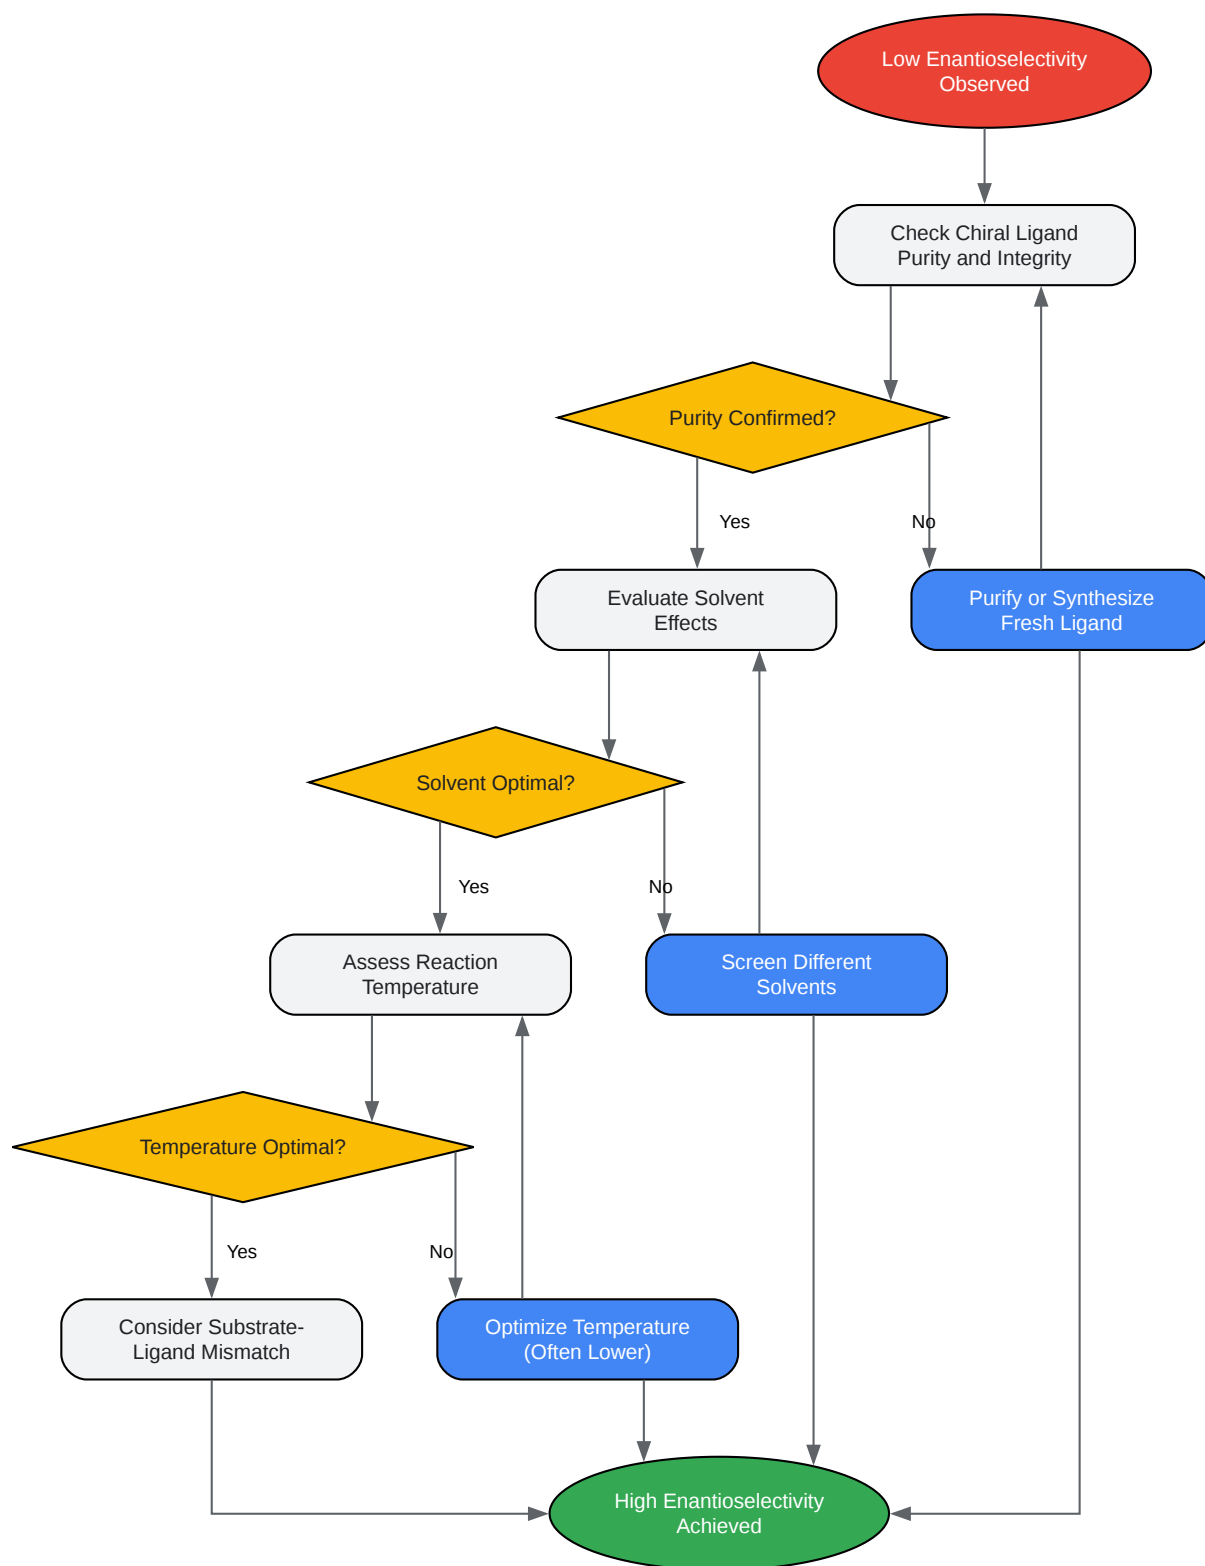 Low Enantioselectivity
Observed
Check Chiral Ligand
Purity and Integrity
Purity Confirmed?
Yes
No
Evaluate Solvent
Effects
Purify or Synthesize
Fresh Ligand
Solvent Optimal?
Yes
No
Assess Reaction
Temperature
Screen Different
Solvents
Temperature Optimal?
Yes
No
Consider Substrate-
Ligand Mismatch
Optimize Temperature
(Often Lower)
High Enantioselectivity
Achieved